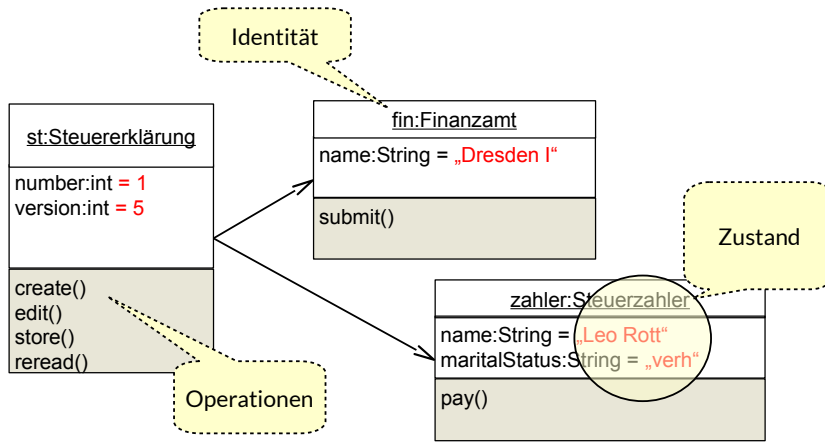 Identität
st:Steuererklärung
number:int = 1
version:int = 5
create()
edit()
store()
reread()
Operationen
fin:Finanzamt
name:String = „Dresden I“
submit()
Zustand
zahler:Steuerzahler
name:String = „Leo Rott“
maritalStatus:String = „verh“
pay()